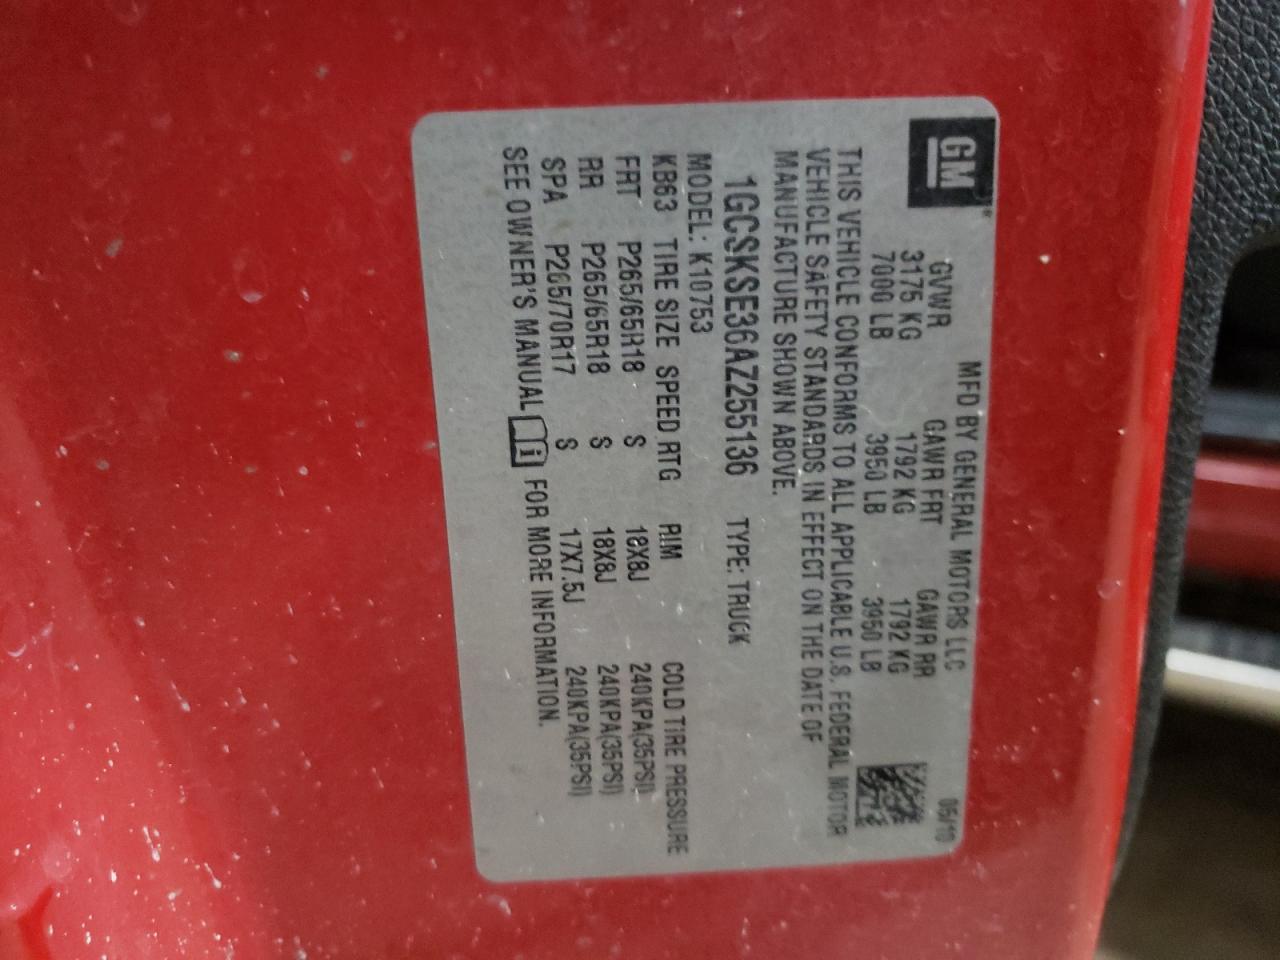 GM
MFD BY GENERAL MOTORS LLC 05/10
GVWR GAWR FRT GAWR RR
3175 KG 1792 KG 1792 KG
7000 LB 3950 LB 3950 LB
THIS VEHICLE CONFORMS TO ALL APPLICABLE U.S. FEDERAL MOTOR
VEHICLE SAFETY STANDARDS IN EFFECT ON THE DATE OF
MANUFACTURE SHOWN ABOVE.
1GCSKSE36AZ255136 TYPE: TRUCK
MODEL: K10753
KB63 TIRE SIZE SPEED RTG RIM COLD TIRE PRESSURE
FRT P265/65R18 S 18X8J 240KPA(35PSI)
RR P265/65R18 S 18X8J 240KPA(35PSI)
SPA P265/70R17 S 17X7.5J 240KPA(35PSI)
SEE OWNER'S MANUAL i FOR MORE INFORMATION.